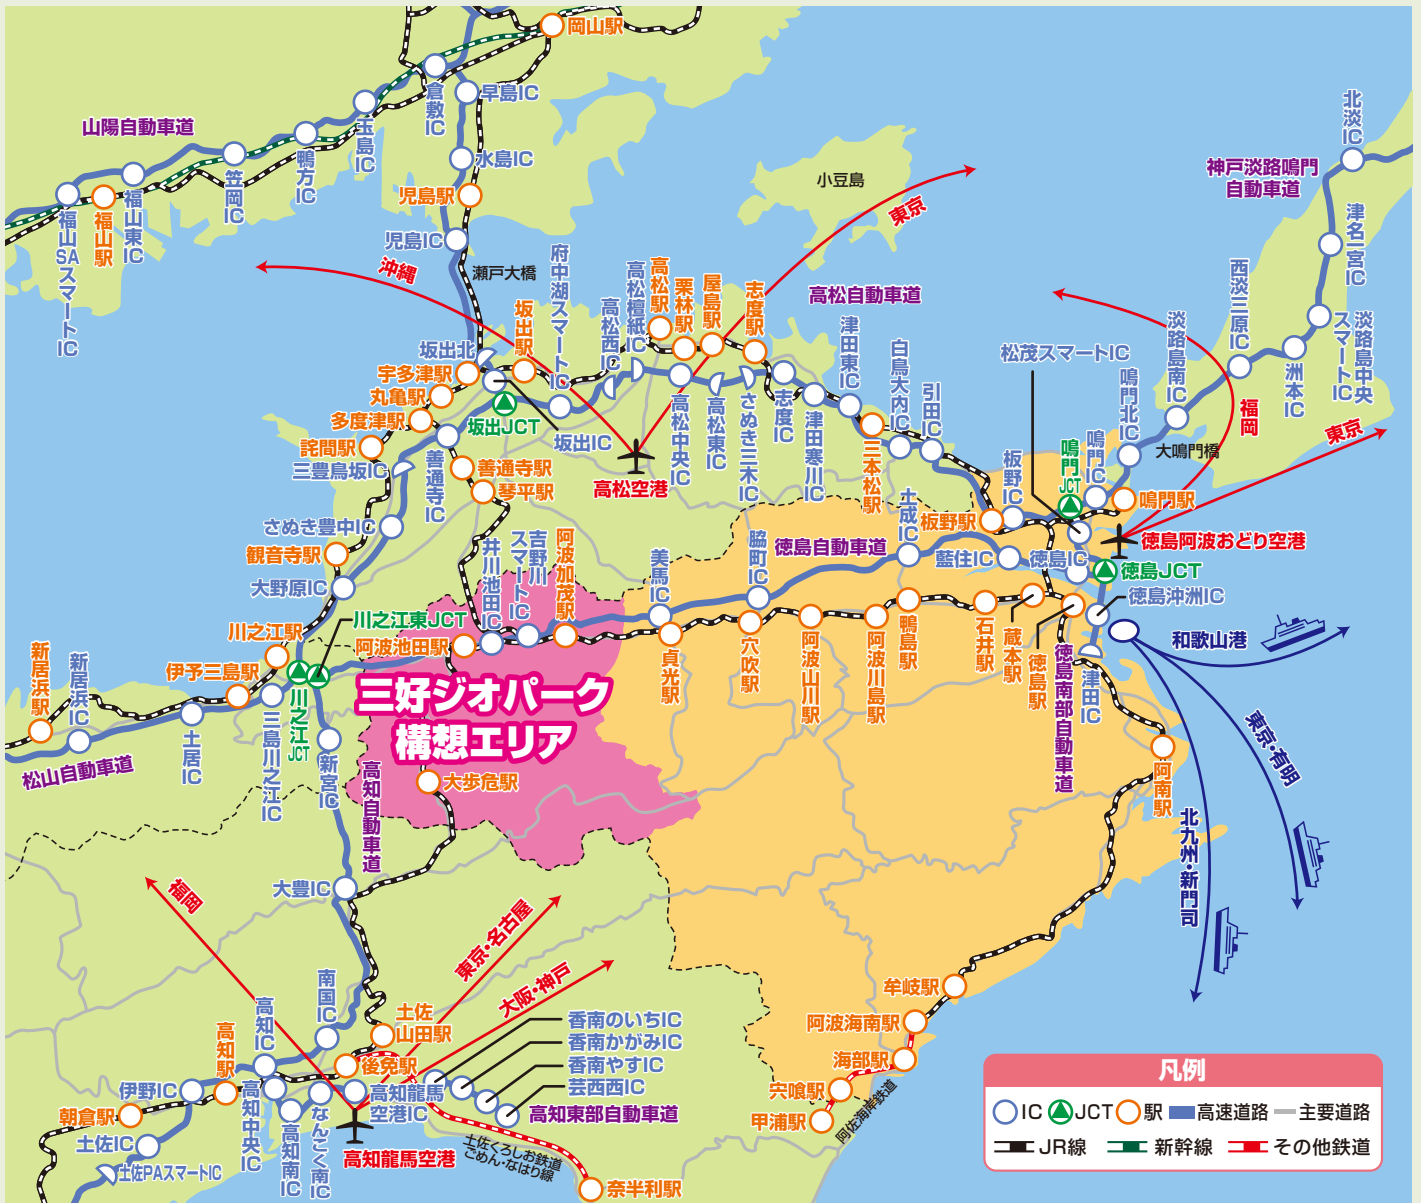 岡山駅
倉敷IC
早島IC
山陽自動車道
玉島IC
鴨方IC
笠岡IC
福山東IC
福山駅
福山SAスマートIC
水島IC
児島駅
児島IC
瀬戸大橋
小豆島
東京
沖縄
北淡IC
神戸淡路鳴門
自動車道
津名一宮IC
淡路島中央
スマートIC
洲本IC
西淡三原IC
淡路島南IC
大鳴門橋
鳴門北IC
鳴門IC
鳴門JCT
鳴門駅
松茂スマートIC
福岡
東京
徳島阿波おどり空港
徳島JCT
徳島沖洲IC
和歌山港
東京・有明
北九州・新門司
高松自動車道
府中湖スマートIC
高松西IC
高松檀紙IC
高松駅
栗林駅
屋島駅
志度駅
坂出北
坂出駅
宇多津駅
丸亀駅
多度津駅
詫間駅
三豊鳥坂IC
坂出JCT
坂出IC
善通寺IC
善通寺駅
琴平駅
高松空港
高松中央IC
高松東IC
さぬき三木IC
志度IC
津田寒川IC
津田東IC
三本松駅
白鳥大内IC
引田IC
板野駅
板野IC
さぬき豊中IC
観音寺駅
大野原IC
川之江駅
川之江東JCT
伊予三島駅
新居浜駅
新居浜IC
土居IC
三島川之江IC
川之江JCT
松山自動車道
新宮IC
高知自動車道
阿波池田駅
井川池田IC
吉野川
スマートIC
阿波加茂駅
美馬IC
徳島自動車道
脇町IC
土成IC
藍住IC
徳島IC
貞光駅
穴吹駅
阿波山川駅
阿波川島駅
鴨島駅
石井駅
蔵本駅
徳島駅
徳島南部自動車道
津田IC
阿南駅
三好ジオパーク
構想エリア
大歩危駅
大豊IC
福岡
東京・名古屋
大阪・神戸
南国IC
高知IC
高知駅
伊野IC
朝倉駅
土佐IC
土佐PAスマートIC
高知中央IC
高知南IC
なんこく南IC
土佐
山田駅
後免駅
高知龍馬
空港IC
高知龍馬空港
香南のいちIC
香南かがみIC
香南やすIC
芸西西IC
高知東部自動車道
土佐くろしお鉄道
ごめん・なはり線
奈半利駅
牟岐駅
阿波海南駅
海部駅
宍喰駅
甲浦駅
阿佐海岸鉄道
凡例
IC JCT 駅 高速道路 主要道路
JR線 新幹線 その他鉄道